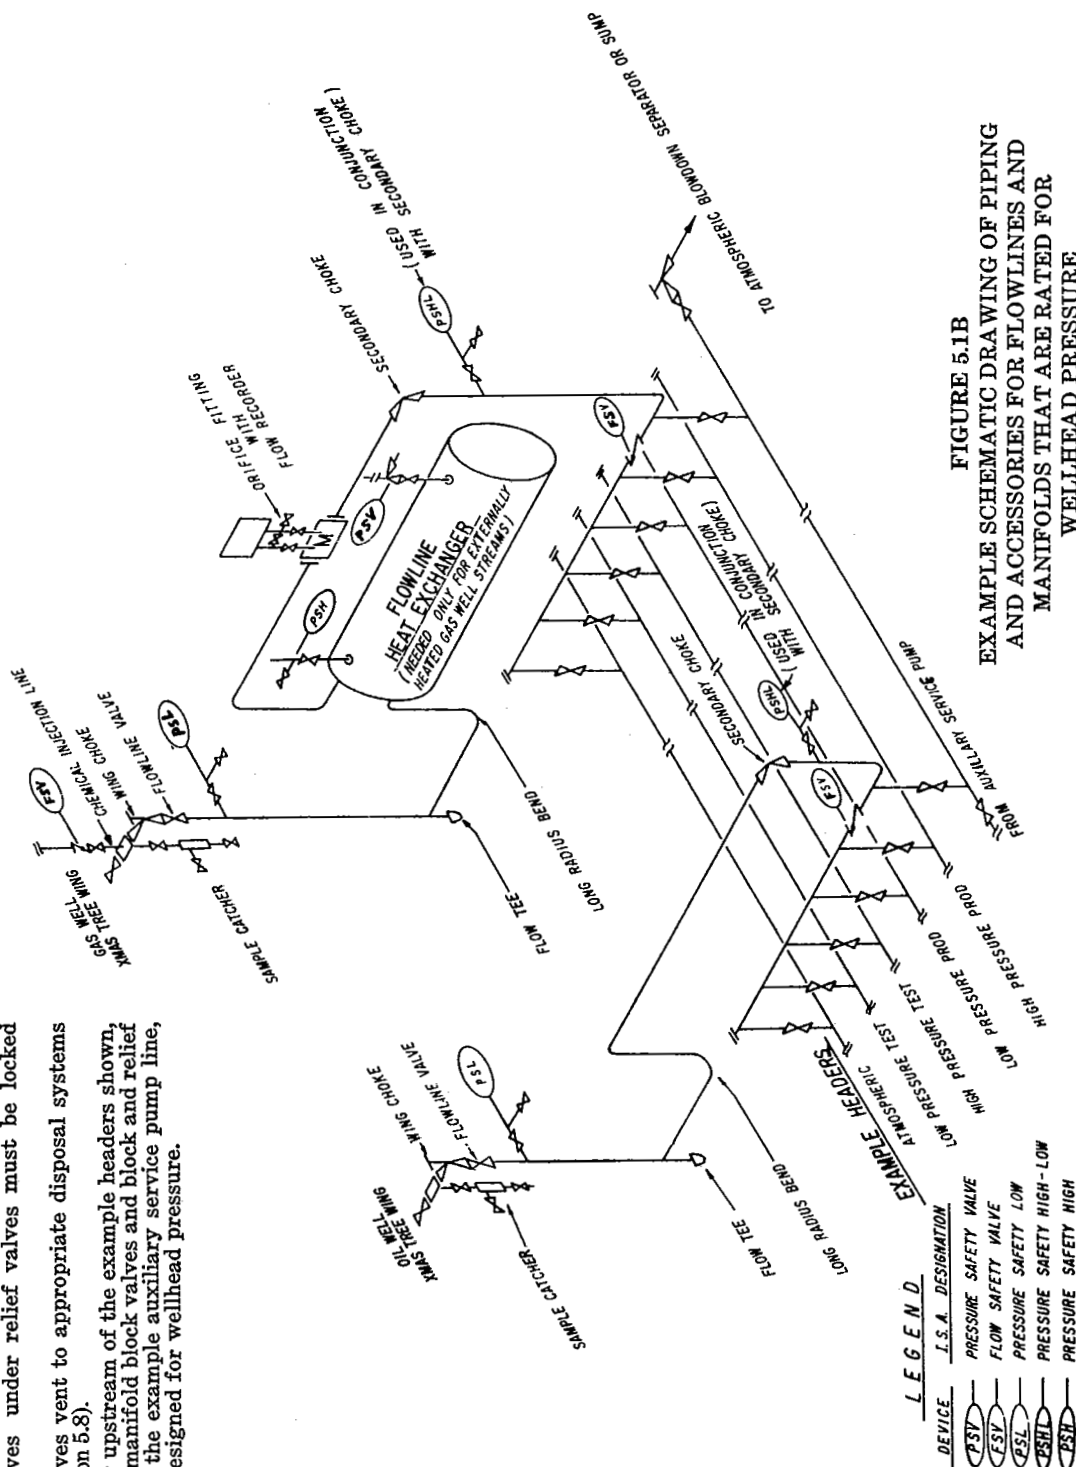 ves under relief valves must be locked
ves vent to appropriate disposal systems
on 5.8).
upstream of the example headers shown,
manifold block valves and block and relief
the example auxiliary service pump line,
esigned for wellhead pressure.
FSV
CHEMICAL INJECTION LINE
WING CHOKE
FLOWLINE VALVE
PSL
GAS WELL
XMAS TREE WING
SAMPLE CATCHER
FLOW TEE
LONG RADIUS BEND
ORIFICE FITTING
WITH
FLOW RECORDER
M
PSH
PSV
FLOWLINE
HEAT EXCHANGER
(NEEDED ONLY FOR EXTERNALLY
HEATED GAS WELL STREAMS)
SECONDARY CHOKE
PSHL
(USED IN CONJUNCTION
WITH SECONDARY CHOKE)
FSV
TO ATMOSPHERIC BLOWDOWN SEPARATOR OR SUMP
OIL WELL
XMAS TREE WING
WING CHOKE
FLOWLINE VALVE
PSL
SAMPLE CATCHER
FLOW TEE
LONG RADIUS BEND
SECONDARY CHOKE
PSHL
(USED IN CONJUNCTION
WITH SECONDARY CHOKE)
FSV
FROM AUXILLARY SERVICE PUMP
EXAMPLE HEADERS
ATMOSPHERIC
LOW PRESSURE TEST
HIGH PRESSURE TEST
LOW PRESSURE PROD
HIGH PRESSURE PROD
LEGEND
DEVICE I.S.A. DESIGNATION
PSV PRESSURE SAFETY VALVE
FSV FLOW SAFETY VALVE
PSL PRESSURE SAFETY LOW
PSHL PRESSURE SAFETY HIGH-LOW
PSH PRESSURE SAFETY HIGH
FIGURE 5.1B
EXAMPLE SCHEMATIC DRAWING OF PIPING
AND ACCESSORIES FOR FLOWLINES AND
MANIFOLDS THAT ARE RATED FOR
WELLHEAD PRESSURE